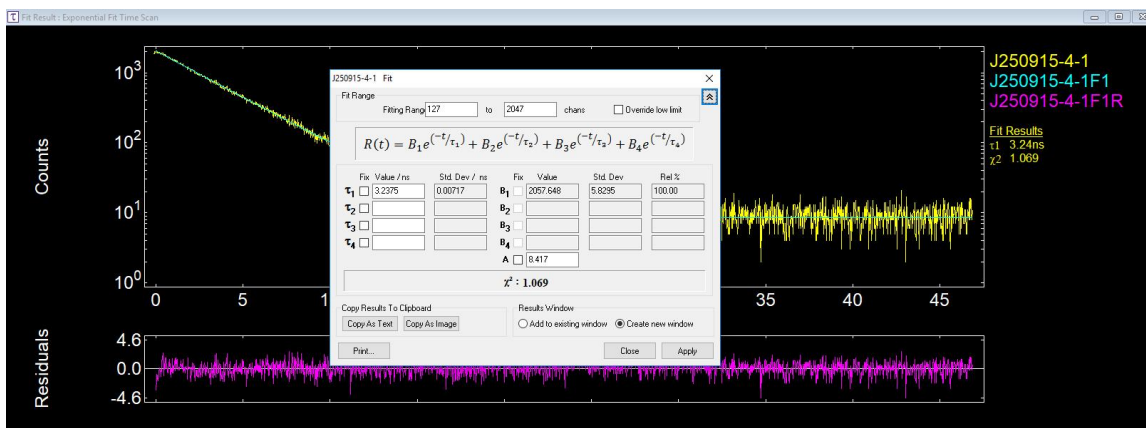 Fit Result : Exponential Fit Time Scan
J250915-4-1 Fit
Fit Range
Fitting Rang 127 to 2047 chans Override low limit
R(t) = B₁e^(-t/τ₁) + B₂e^(-t/τ₂) + B₃e^(-t/τ₃) + B₄e^(-t/τ₄)
Fix Value / ns Std. Dev / ns Fix Value Std. Dev Rel %
τ₁ 3.2375 0.00717 B₁ 2057.648 5.8295 100.00
τ₂ B₂
τ₃ B₃
τ₄ B₄
A 8.417
χ² : 1.069
Copy Results To Clipboard
Copy As Text Copy As Image
Results Window
Add to existing window Create new window
Print... Close Apply
Counts
10³
10²
10¹
10⁰
0 5 1 35 40 45
Residuals
4.6
0.0
-4.6
J250915-4-1
J250915-4-1F1
J250915-4-1F1R
Fit Results
τ1 3.24ns
χ2 1.069